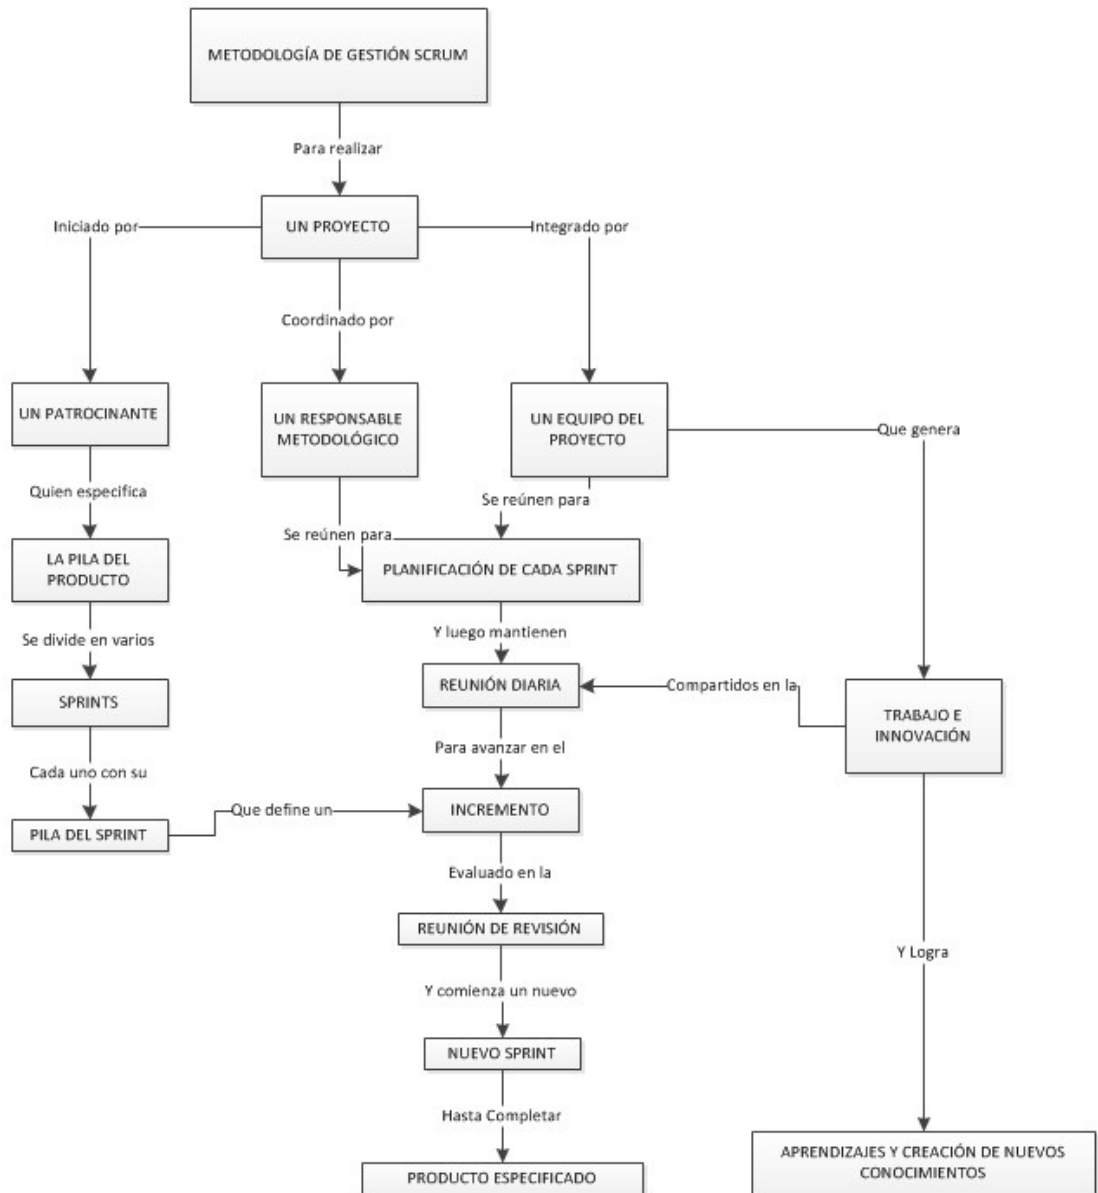 METODOLOGÍA DE GESTIÓN SCRUM
Para realizar
UN PROYECTO
Iniciado por
Integrado por
Coordinado por
UN PATROCINANTE
UN RESPONSABLE
METODOLÓGICO
UN EQUIPO DEL
PROYECTO
Que genera
Quien especifica
Se reúnen para
Se reúnen para
LA PILA DEL
PRODUCTO
PLANIFICACIÓN DE CADA SPRINT
Se divide en varios
Y luego mantienen
SPRINTS
REUNIÓN DIARIA
Compartidos en la
TRABAJO E
INNOVACIÓN
Cada uno con su
Para avanzar en el
PILA DEL SPRINT
Que define un
INCREMENTO
Evaluado en la
REUNIÓN DE REVISIÓN
Y Logra
Y comienza un nuevo
NUEVO SPRINT
Hasta Completar
PRODUCTO ESPECIFICADO
APRENDIZAJES Y CREACIÓN DE NUEVOS
CONOCIMIENTOS